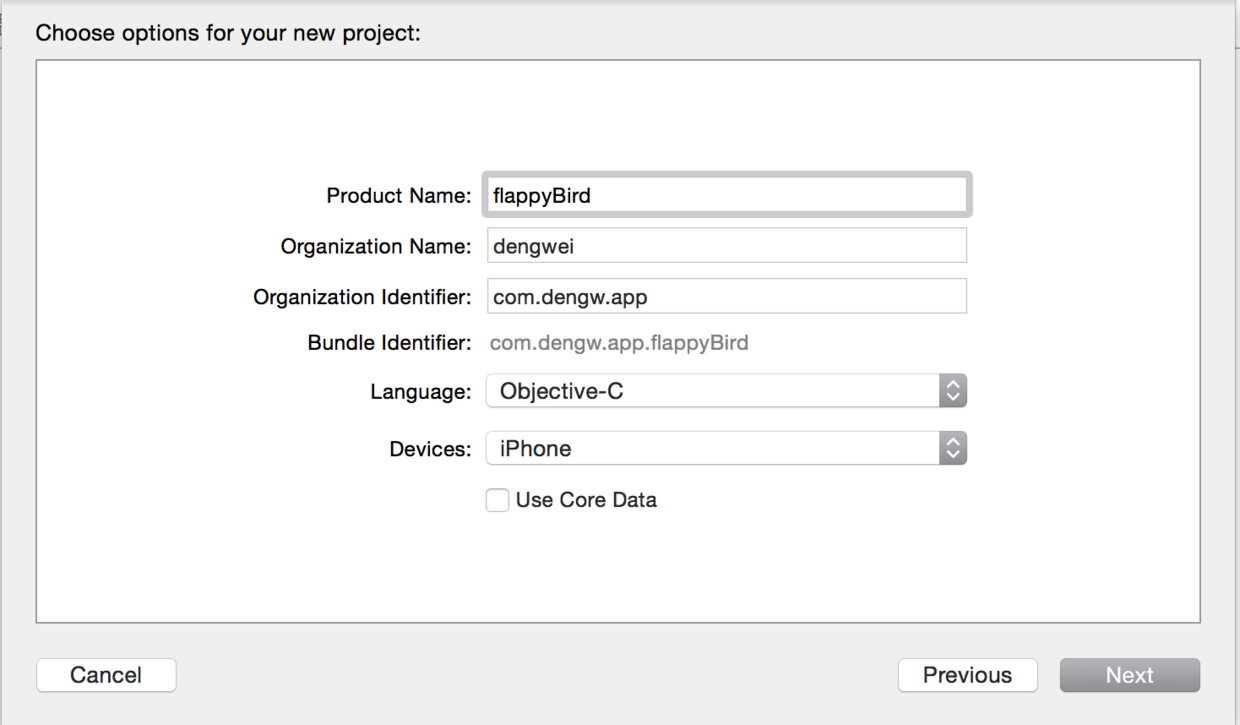 Choose options for your new project:
Product Name: flappyBird
Organization Name: dengwei
Organization Identifier: com.dengw.app
Bundle Identifier: com.dengw.app.flappyBird
Language: Objective-C
Devices: iPhone
Use Core Data
Cancel Previous Next